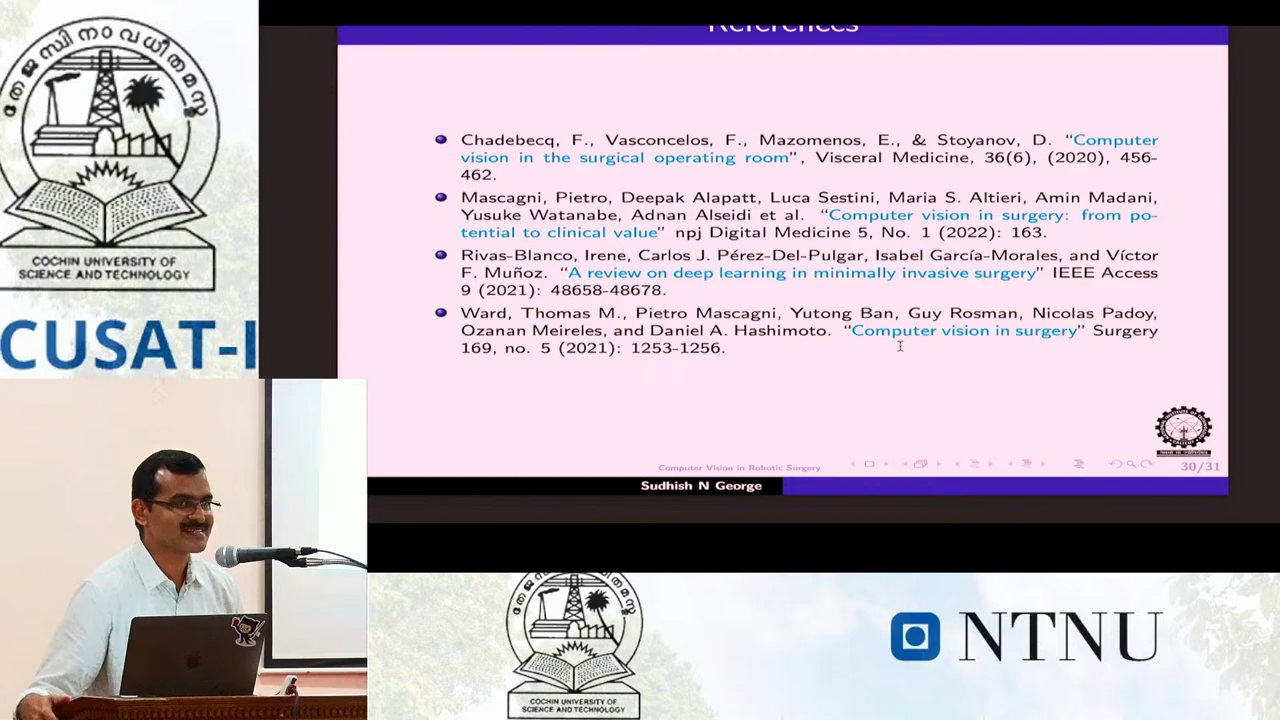 തേജസ്വിനാവധീതമസ്തു
COCHIN UNIVERSITY OF
SCIENCE AND TECHNOLOGY
CUSAT-I
References
Chadebecq, F., Vasconcelos, F., Mazomenos, E., & Stoyanov, D. “Computer
vision in the surgical operating room”, Visceral Medicine, 36(6), (2020), 456-
462.
Mascagni, Pietro, Deepak Alapatt, Luca Sestini, Maria S. Altieri, Amin Madani,
Yusuke Watanabe, Adnan Alseidi et al. “Computer vision in surgery: from po-
tential to clinical value” npj Digital Medicine 5, No. 1 (2022): 163.
Rivas-Blanco, Irene, Carlos J. Pérez-Del-Pulgar, Isabel García-Morales, and Víctor
F. Muñoz. “A review on deep learning in minimally invasive surgery” IEEE Access
9 (2021): 48658-48678.
Ward, Thomas M., Pietro Mascagni, Yutong Ban, Guy Rosman, Nicolas Padoy,
Ozanan Meireles, and Daniel A. Hashimoto. “Computer vision in surgery” Surgery
169, no. 5 (2021): 1253-1256.
Computer Vision in Robotic Surgery
30/31
Sudhish N George
COCHIN UNIVERSITY OF
SCIENCE AND TECHNOLOGY
NTNU